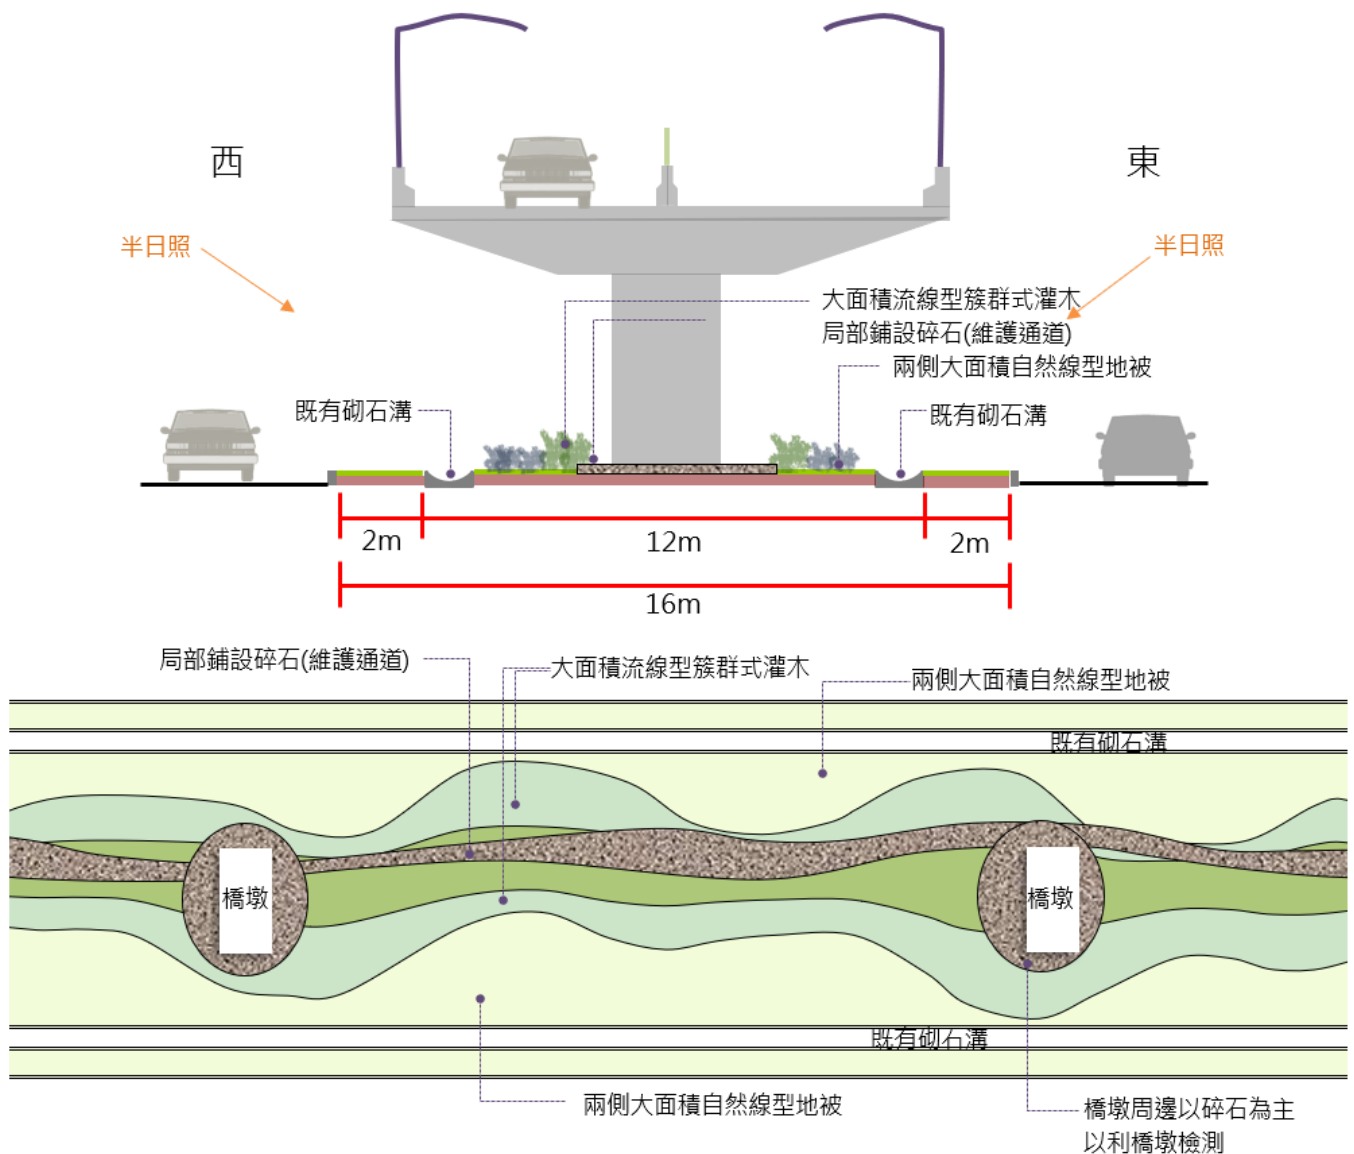 西
東
半日照
半日照
大面積流線型簇群式灌木
局部鋪設碎石(維護通道)
兩側大面積自然線型地被
既有砌石溝
既有砌石溝
2m
12m
2m
16m
局部鋪設碎石(維護通道)
大面積流線型簇群式灌木
兩側大面積自然線型地被
既有砌石溝
橋墩
橋墩
既有砌石溝
兩側大面積自然線型地被
橋墩周邊以碎石為主
以利橋墩檢測